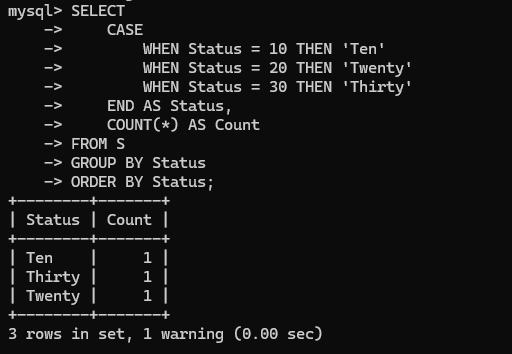 mysql> SELECT
    ->     CASE
    ->         WHEN Status = 10 THEN 'Ten'
    ->         WHEN Status = 20 THEN 'Twenty'
    ->         WHEN Status = 30 THEN 'Thirty'
    ->     END AS Status,
    ->     COUNT(*) AS Count
    -> FROM S
    -> GROUP BY Status
    -> ORDER BY Status;
+--------+-------+
| Status | Count |
+--------+-------+
| Ten    |     1 |
| Thirty |     1 |
| Twenty |     1 |
+--------+-------+
3 rows in set, 1 warning (0.00 sec)